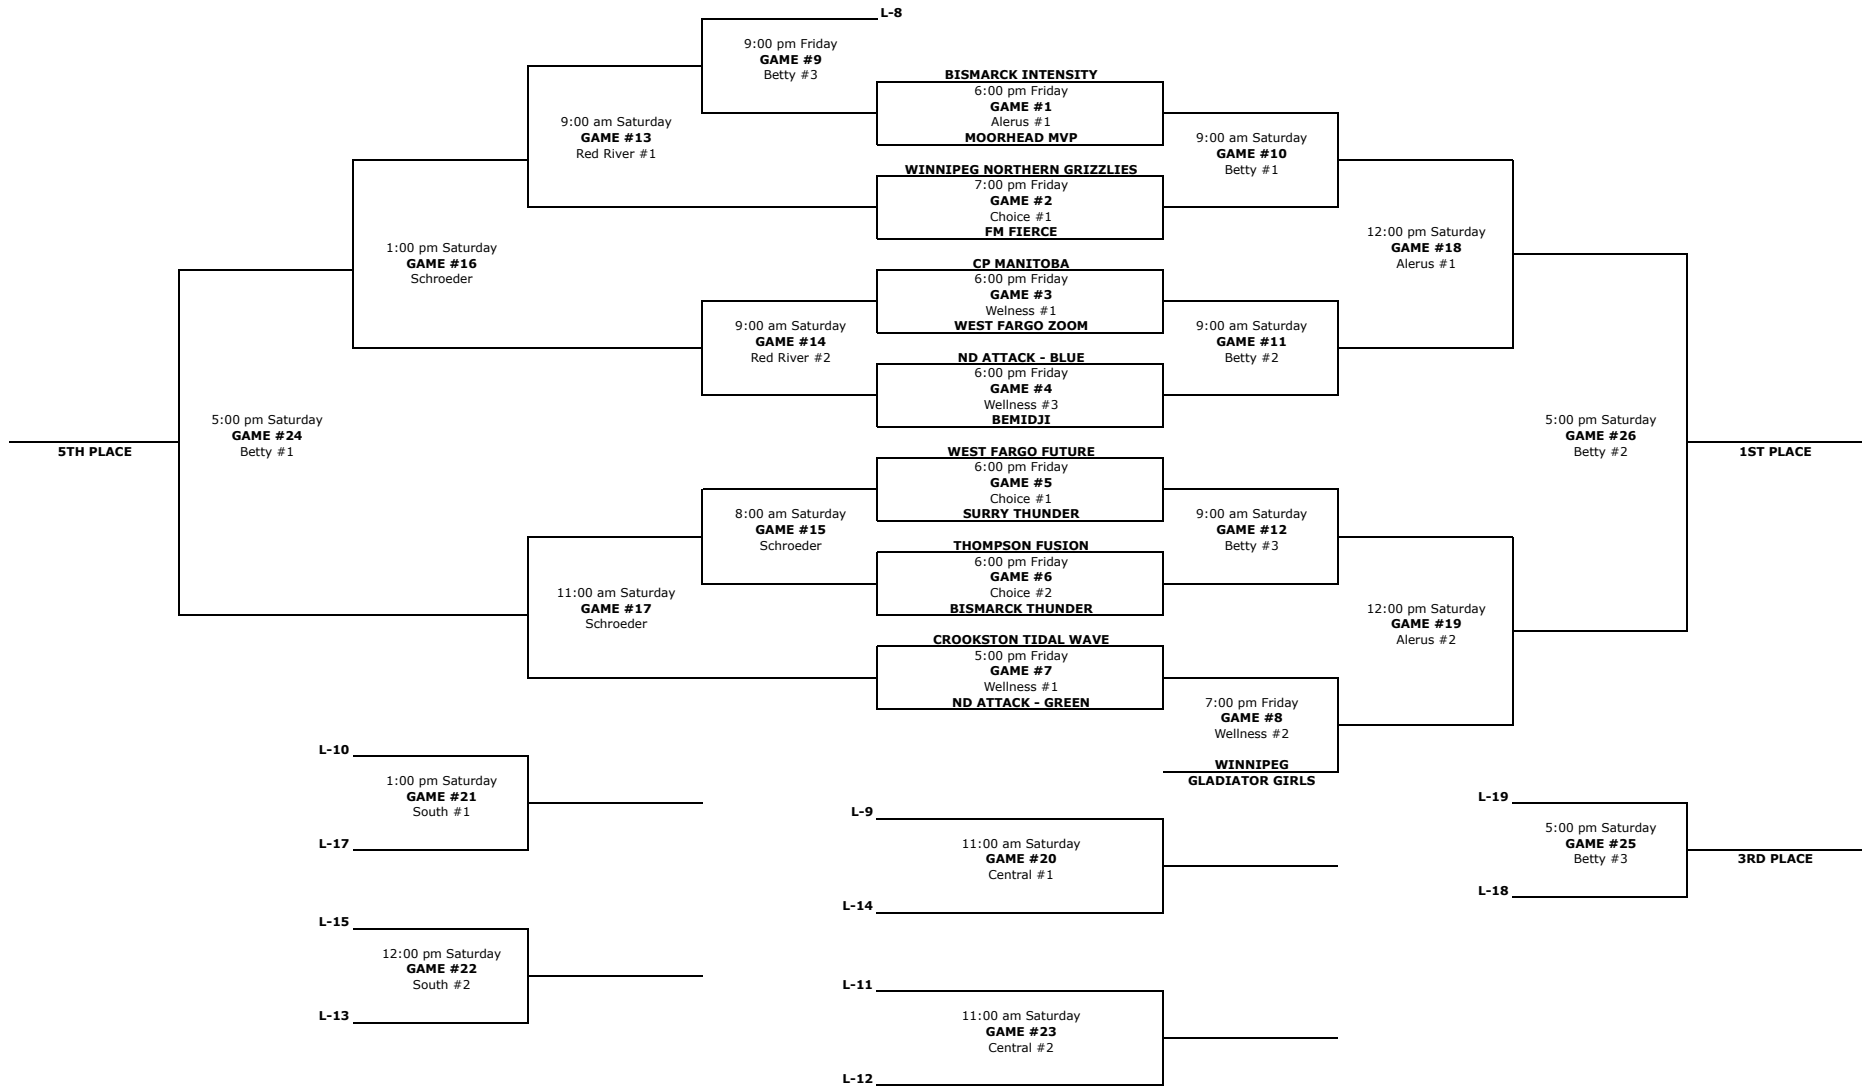 L-8
9:00 pm Friday
GAME #9
Betty #3
BISMARCK INTENSITY
6:00 pm Friday
GAME #1
Alerus #1
MOORHEAD MVP
9:00 am Saturday
GAME #13
Red River #1
9:00 am Saturday
GAME #10
Betty #1
WINNIPEG NORTHERN GRIZZLIES
7:00 pm Friday
GAME #2
Choice #1
FM FIERCE
1:00 pm Saturday
GAME #16
Schroeder
12:00 pm Saturday
GAME #18
Alerus #1
CP MANITOBA
6:00 pm Friday
GAME #3
Welness #1
WEST FARGO ZOOM
9:00 am Saturday
GAME #14
Red River #2
9:00 am Saturday
GAME #11
Betty #2
ND ATTACK - BLUE
6:00 pm Friday
GAME #4
Wellness #3
BEMIDJI
5:00 pm Saturday
GAME #24
Betty #1
5TH PLACE
5:00 pm Saturday
GAME #26
Betty #2
1ST PLACE
WEST FARGO FUTURE
6:00 pm Friday
GAME #5
Choice #1
SURRY THUNDER
8:00 am Saturday
GAME #15
Schroeder
9:00 am Saturday
GAME #12
Betty #3
THOMPSON FUSION
6:00 pm Friday
GAME #6
Choice #2
BISMARCK THUNDER
11:00 am Saturday
GAME #17
Schroeder
12:00 pm Saturday
GAME #19
Alerus #2
CROOKSTON TIDAL WAVE
5:00 pm Friday
GAME #7
Wellness #1
ND ATTACK - GREEN
7:00 pm Friday
GAME #8
Wellness #2
WINNIPEG
GLADIATOR GIRLS
L-10
1:00 pm Saturday
GAME #21
South #1
L-17
L-9
11:00 am Saturday
GAME #20
Central #1
L-14
L-19
5:00 pm Saturday
GAME #25
Betty #3
3RD PLACE
L-18
L-15
12:00 pm Saturday
GAME #22
South #2
L-13
L-11
11:00 am Saturday
GAME #23
Central #2
L-12